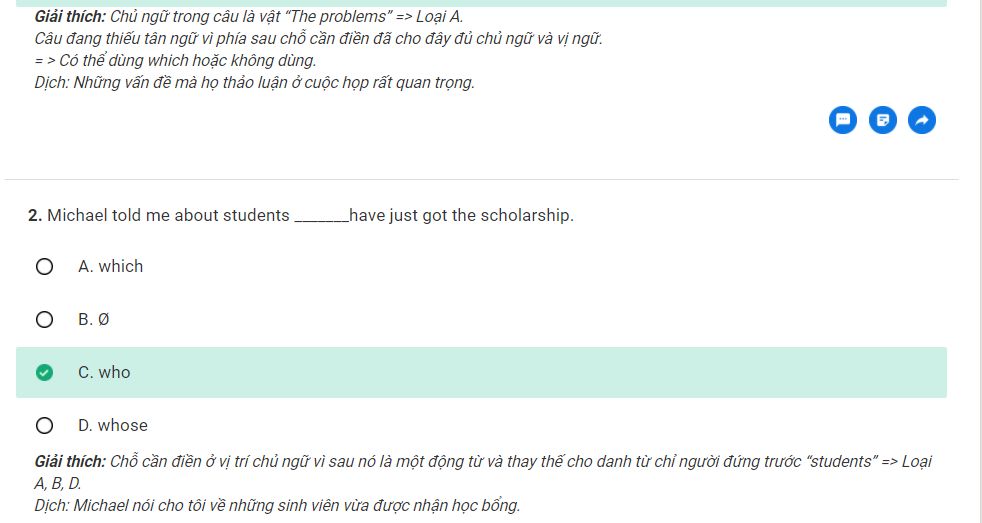 Giải thích: Chủ ngữ trong câu là vật “The problems” => Loại A.
Câu đang thiếu tân ngữ vì phía sau chỗ cần điền đã cho đây đủ chủ ngữ và vị ngữ.
= > Có thể dùng which hoặc không dùng.
Dịch: Những vấn đề mà họ thảo luận ở cuộc họp rất quan trọng.
2. Michael told me about students _______have just got the scholarship.
A. which
B. Ø
C. who
D. whose
Giải thích: Chỗ cần điền ở vị trí chủ ngữ vì sau nó là một động từ và thay thế cho danh từ chỉ người đứng trước “students” => Loại
A, B, D.
Dịch: Michael nói cho tôi về những sinh viên vừa được nhận học bổng.